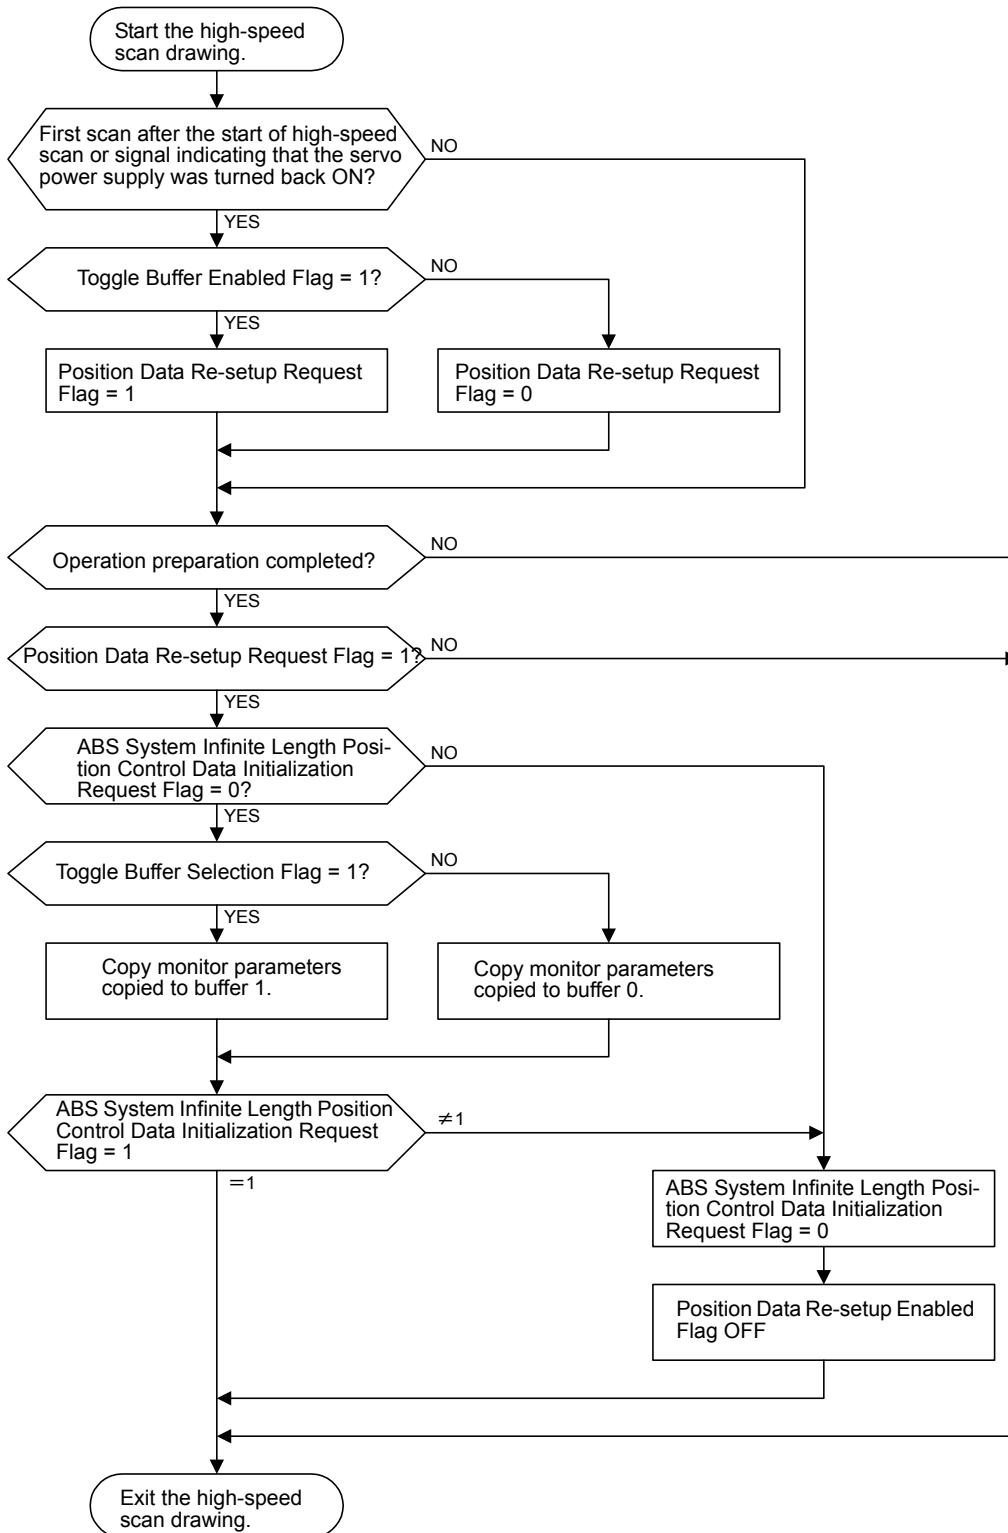 Start the high-speed
scan drawing.
First scan after the start of high-speed
scan or signal indicating that the servo
power supply was turned back ON?
NO
YES
Toggle Buffer Enabled Flag = 1?
NO
YES
Position Data Re-setup Request
Flag = 1
Position Data Re-setup Request
Flag = 0
Operation preparation completed?
NO
YES
Position Data Re-setup Request Flag = 1?
NO
YES
ABS System Infinite Length Posi-
tion Control Data Initialization
Request Flag = 0?
NO
YES
Toggle Buffer Selection Flag = 1?
NO
YES
Copy monitor parameters
copied to buffer 1.
Copy monitor parameters
copied to buffer 0.
ABS System Infinite Length Position
Control Data Initialization Request
Flag = 1
≠1
=1
ABS System Infinite Length Posi-
tion Control Data Initialization
Request Flag = 0
Position Data Re-setup Enabled
Flag OFF
Exit the high-speed
scan drawing.